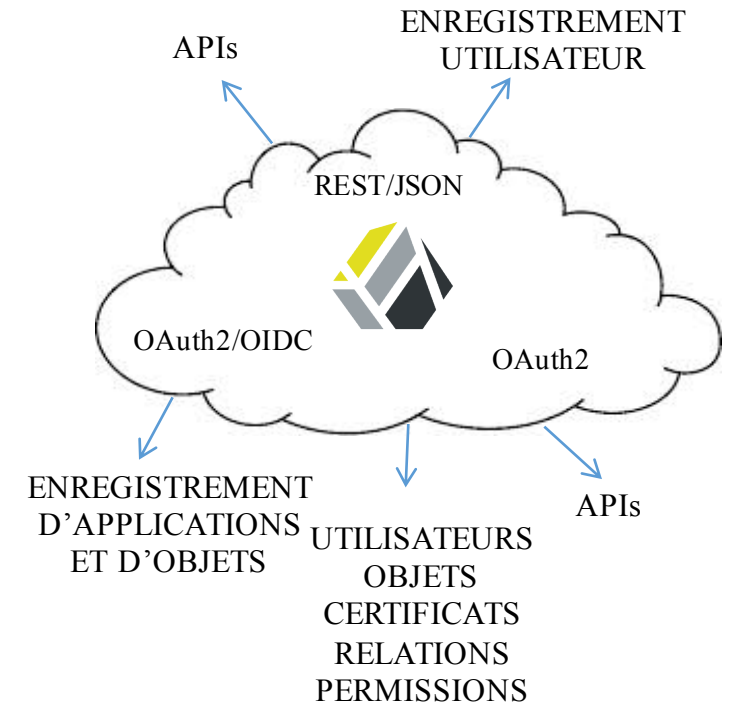 APIs
ENREGISTREMENT
UTILISATEUR
REST/JSON
OAuth2/OIDC
OAuth2
ENREGISTREMENT
D’APPLICATIONS
ET D’OBJETS
UTILISATEURS
OBJETS
CERTIFICATS
RELATIONS
PERMISSIONS
APIs